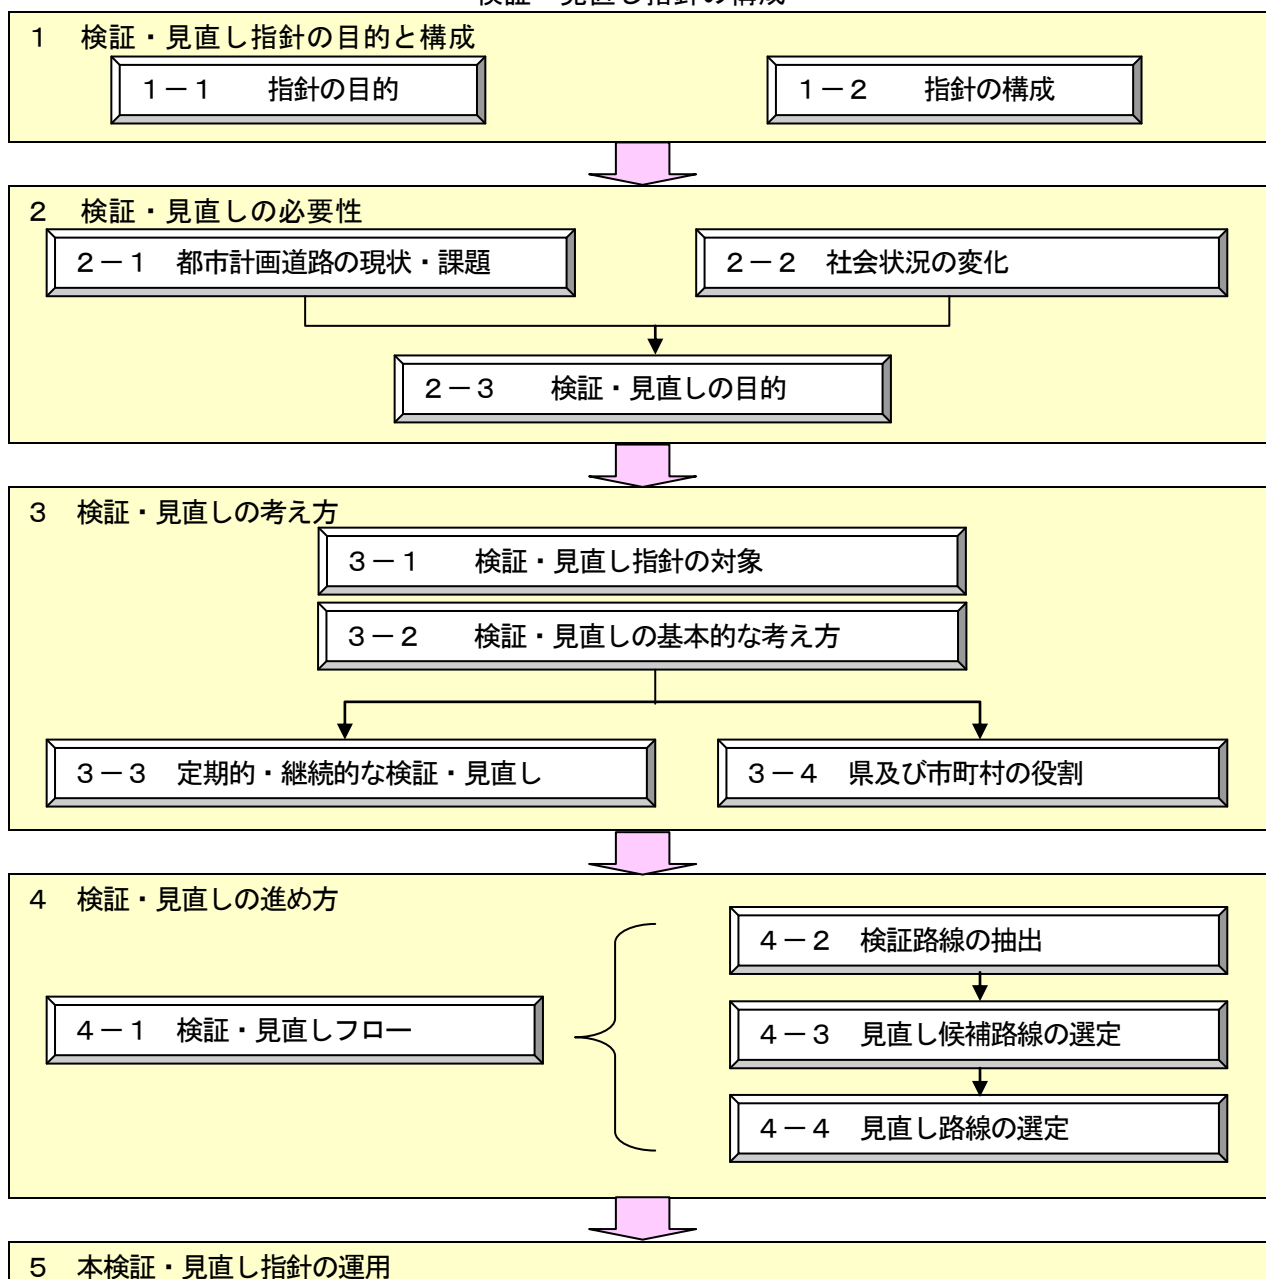 検証・見直し指針の構成
1 検証・見直し指針の目的と構成
1-1 指針の目的
1-2 指針の構成
2 検証・見直しの必要性
2-1 都市計画道路の現状・課題
2-2 社会状況の変化
2-3 検証・見直しの目的
3 検証・見直しの考え方
3-1 検証・見直し指針の対象
3-2 検証・見直しの基本的な考え方
3-3 定期的・継続的な検証・見直し
3-4 県及び市町村の役割
4 検証・見直しの進め方
4-1 検証・見直しフロー
4-2 検証路線の抽出
4-3 見直し候補路線の選定
4-4 見直し路線の選定
5 本検証・見直し指針の運用